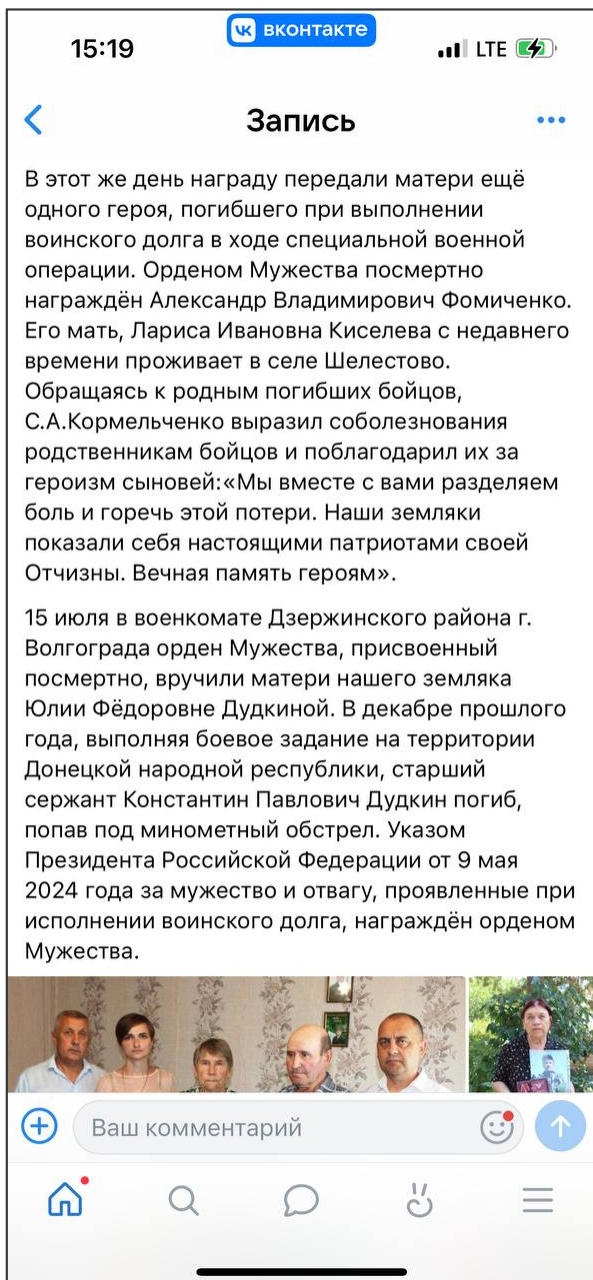 вконтакте
15:19
LTE
Запись
В этот же день награду передали матери ещё
одного героя, погибшего при выполнении
воинского долга в ходе специальной военной
операции. Орденом Мужества посмертно
награждён Александр Владимирович Фомиченко.
Его мать, Лариса Ивановна Киселева с недавнего
времени проживает в селе Шелестово.
Обращаясь к родным погибших бойцов,
С.А.Кормельченко выразил соболезнования
родственникам бойцов и поблагодарил их за
героизм сыновей:«Мы вместе с вами разделяем
боль и горечь этой потери. Наши земляки
показали себя настоящими патриотами своей
Отчизны. Вечная память героям».
15 июля в военкомате Дзержинского района г.
Волгограда орден Мужества, присвоенный
посмертно, вручили матери нашего земляка
Юлии Фёдоровне Дудкиной. В декабре прошлого
года, выполняя боевое задание на территории
Донецкой народной республики, старший
сержант Константин Павлович Дудкин погиб,
попав под минометный обстрел. Указом
Президента Российской Федерации от 9 мая
2024 года за мужество и отвагу, проявленные при
исполнении воинского долга, награждён орденом
Мужества.
Ваш комментарий